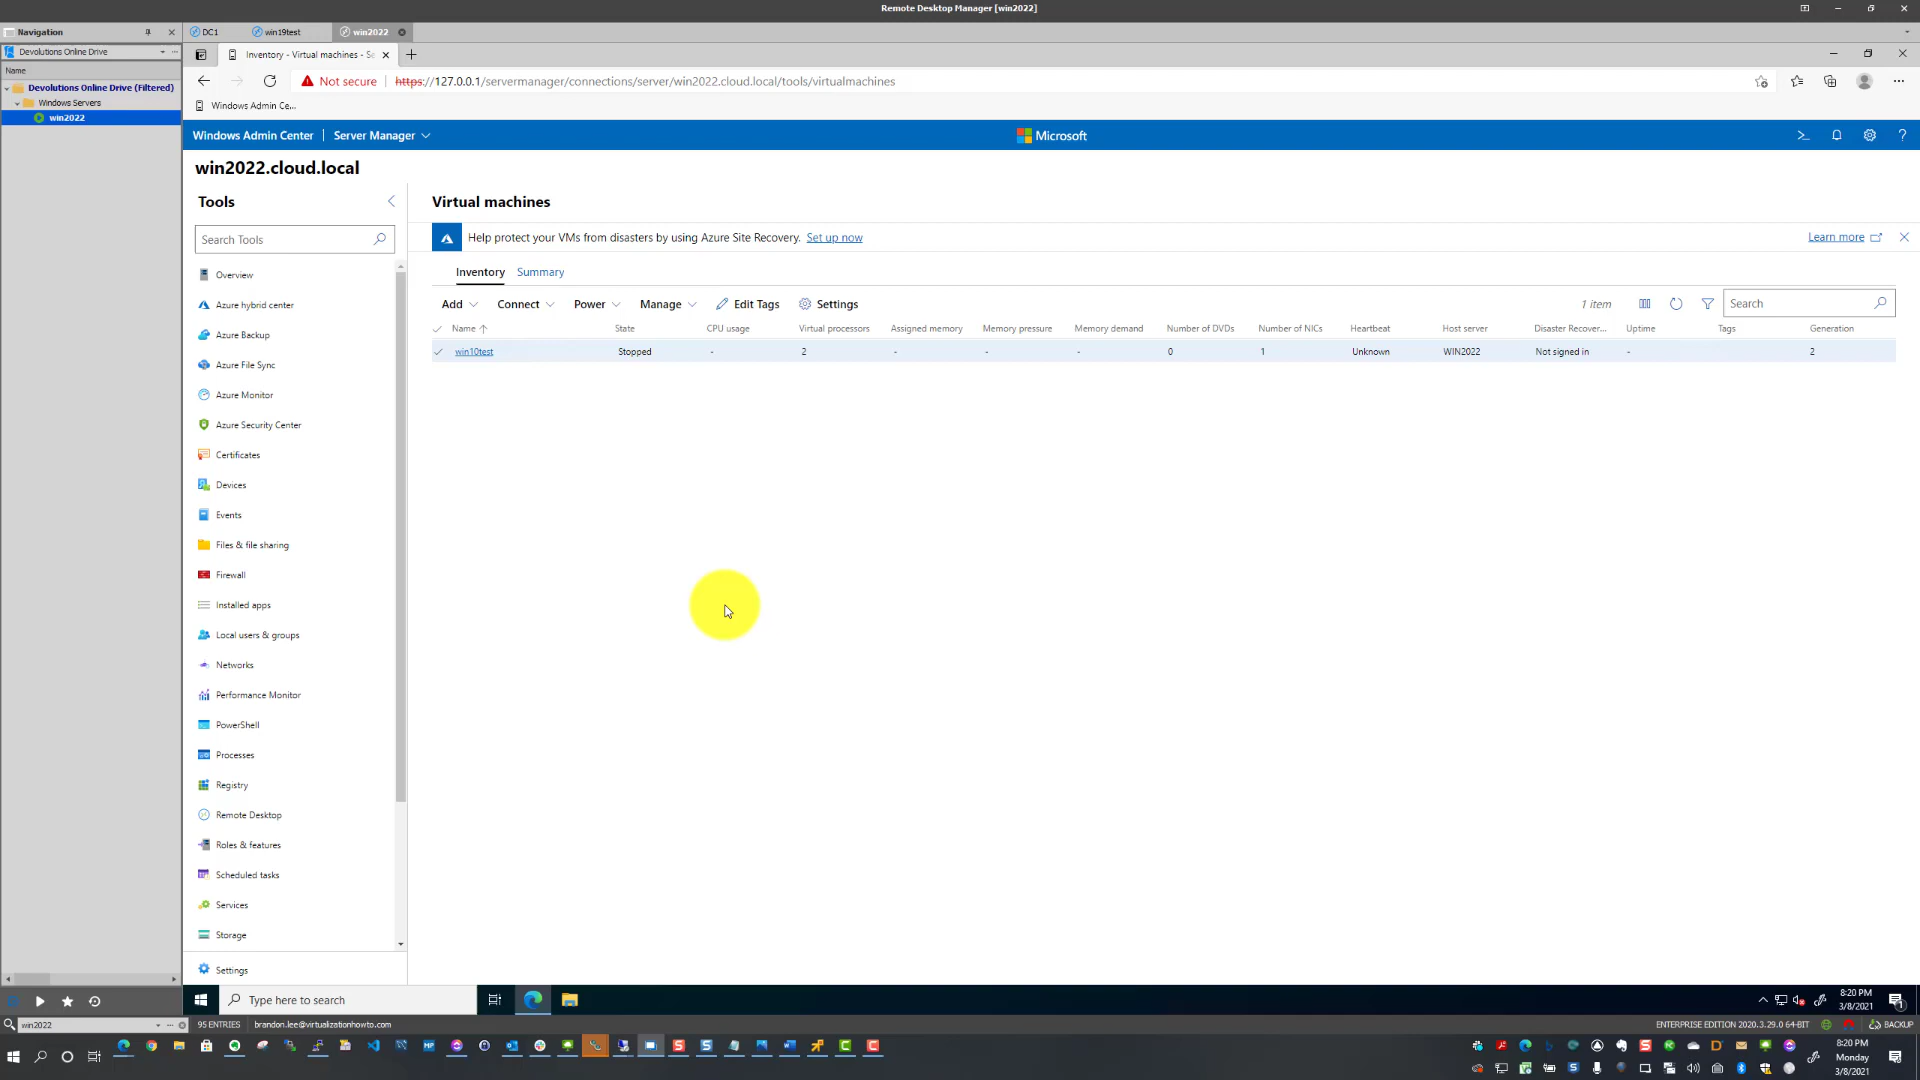 Remote Desktop Manager [win2022]
Navigation
DC1
win19test
win2022
Devolutions Online Drive
Inventory - Virtual machines - Se
Name
Not secure
https://127.0.0.1/servermanager/connections/server/win2022.cloud.local/tools/virtualmachines
Devolutions Online Drive (Filtered)
Windows Servers
win2022
Windows Admin Ce...
Windows Admin Center
Server Manager
Microsoft
win2022.cloud.local
Tools
Virtual machines
Search Tools
Help protect your VMs from disasters by using Azure Site Recovery. Set up now
Learn more
Inventory
Summary
Add
Connect
Power
Manage
Edit Tags
Settings
1 item
Search
Name
State
CPU usage
Virtual processors
Assigned memory
Memory pressure
Memory demand
Number of DVDs
Number of NICs
Heartbeat
Host server
Disaster Recover...
Uptime
Tags
Generation
win10test
Stopped
-
2
-
-
-
0
1
Unknown
WIN2022
Not signed in
-
2
Overview
Azure hybrid center
Azure Backup
Azure File Sync
Azure Monitor
Azure Security Center
Certificates
Devices
Events
Files & file sharing
Firewall
Installed apps
Local users & groups
Networks
Performance Monitor
PowerShell
Processes
Registry
Remote Desktop
Roles & features
Scheduled tasks
Services
Storage
Settings
Type here to search
8:20 PM
3/8/2021
win2022
95 ENTRIES
brandon.lee@virtualizationhowto.com
ENTERPRISE EDITION 2020.3.29.0 64-BIT
BACKUP
8:20 PM
Monday
3/8/2021